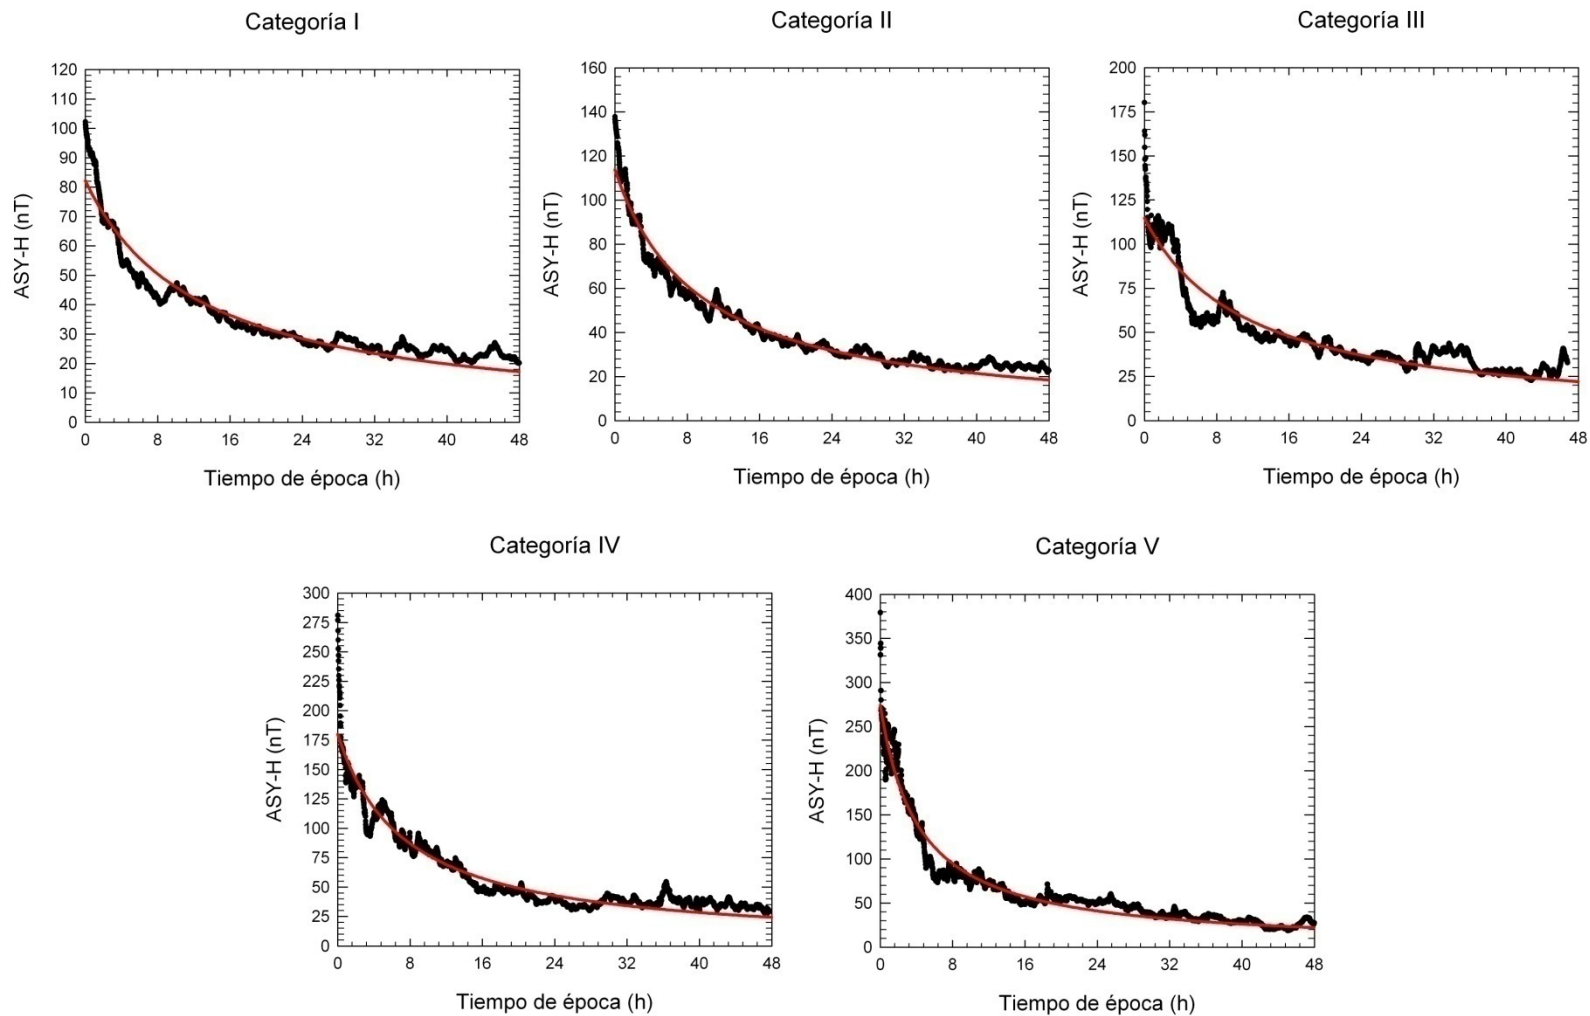 Categoría I
ASY-H (nT)
120
110
100
90
80
70
60
50
40
30
20
10
0
0 8 16 24 32 40 48
Tiempo de época (h)
Categoría II
ASY-H (nT)
160
140
120
100
80
60
40
20
0
0 8 16 24 32 40 48
Tiempo de época (h)
Categoría III
ASY-H (nT)
200
175
150
125
100
75
50
25
0
0 8 16 24 32 40 48
Tiempo de época (h)
Categoría IV
ASY-H (nT)
300
275
250
225
200
175
150
125
100
75
50
25
0
0 8 16 24 32 40 48
Tiempo de época (h)
Categoría V
ASY-H (nT)
400
350
300
250
200
150
100
50
0
0 8 16 24 32 40 48
Tiempo de época (h)